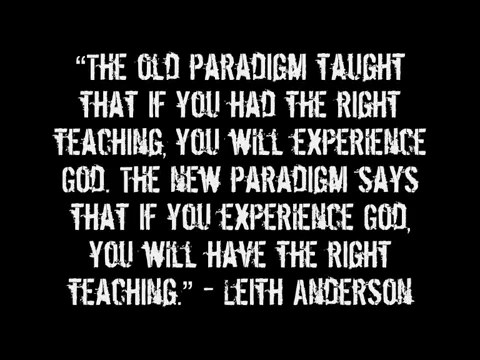 “THE OLD PARADIGM TAUGHT
THAT IF YOU HAD THE RIGHT
TEACHING, YOU WILL EXPERIENCE
GOD. THE NEW PARADIGM SAYS
THAT IF YOU EXPERIENCE GOD,
YOU WILL HAVE THE RIGHT
TEACHING.” - LEITH ANDERSON